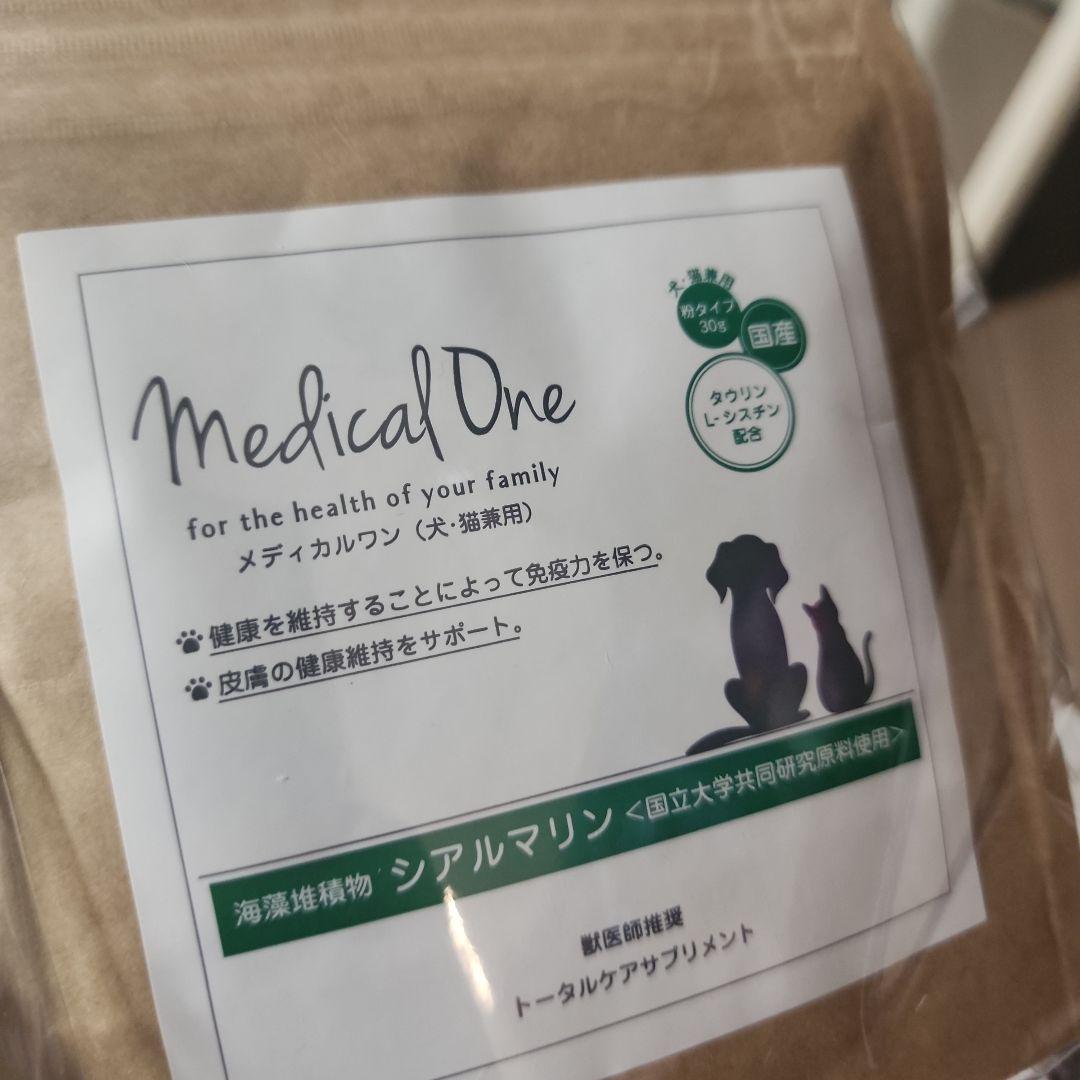 犬・猫兼用
粉タイプ
30g
国産
タウリン
L-シスチン
配合
Medical One
for the health of your family
メディカルワン（犬・猫兼用）
健康を維持することによって免疫力を保つ。
皮膚の健康維持をサポート。
海藻堆積物 シアルマリン <国立大学共同研究原料使用>
獣医師推奨
トータルケアサプリメント